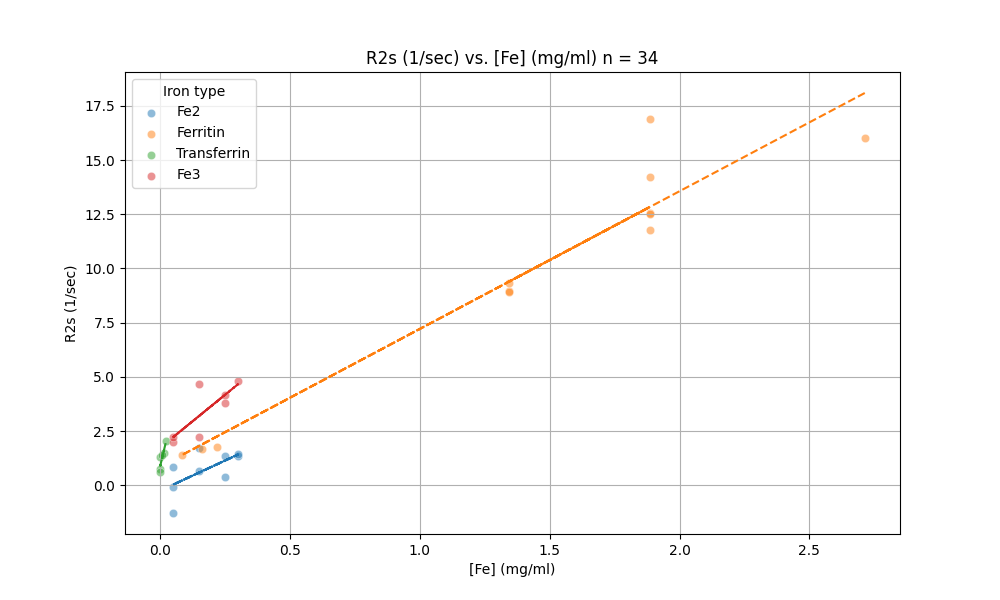 R2s (1/sec) vs. [Fe] (mg/ml) n = 34
Iron type
Fe2
Ferritin
Transferrin
Fe3
17.5
15.0
12.5
10.0
7.5
5.0
2.5
0.0
R2s (1/sec)
0.0 0.5 1.0 1.5 2.0 2.5
[Fe] (mg/ml)